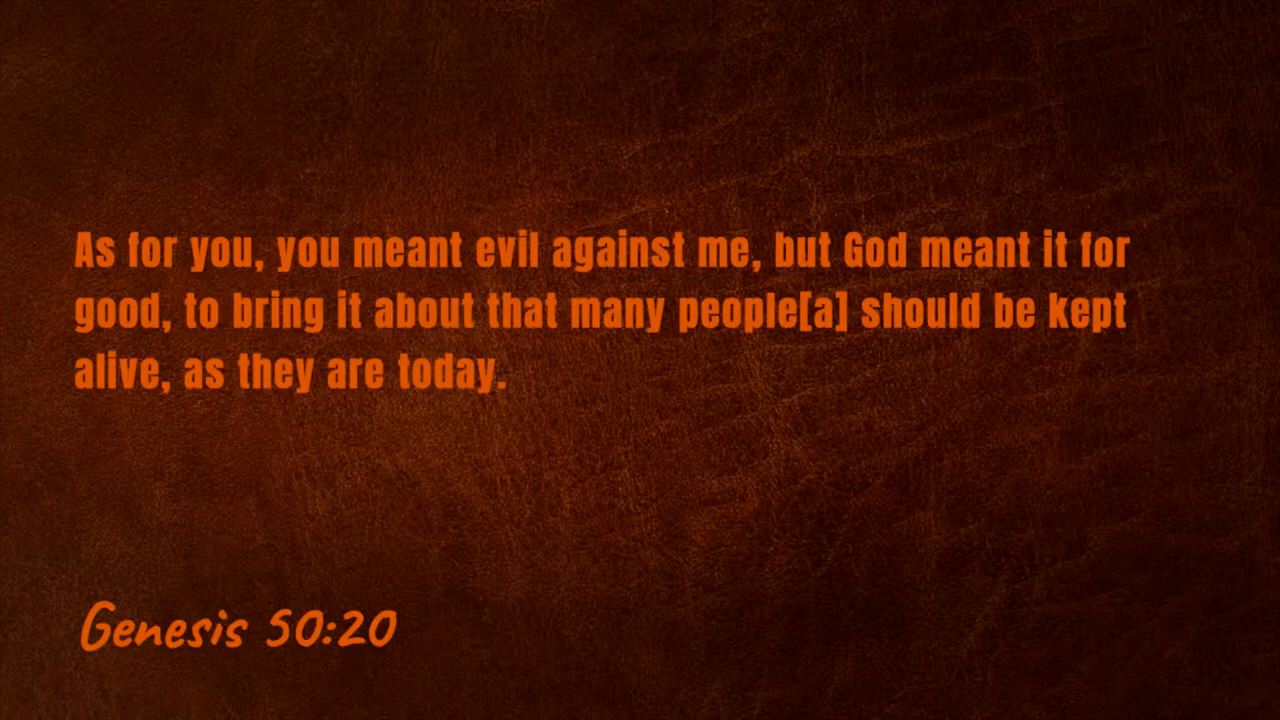 As for you, you meant evil against me, but God meant it for
good, to bring it about that many people[a] should be kept
alive, as they are today.
Genesis 50:20